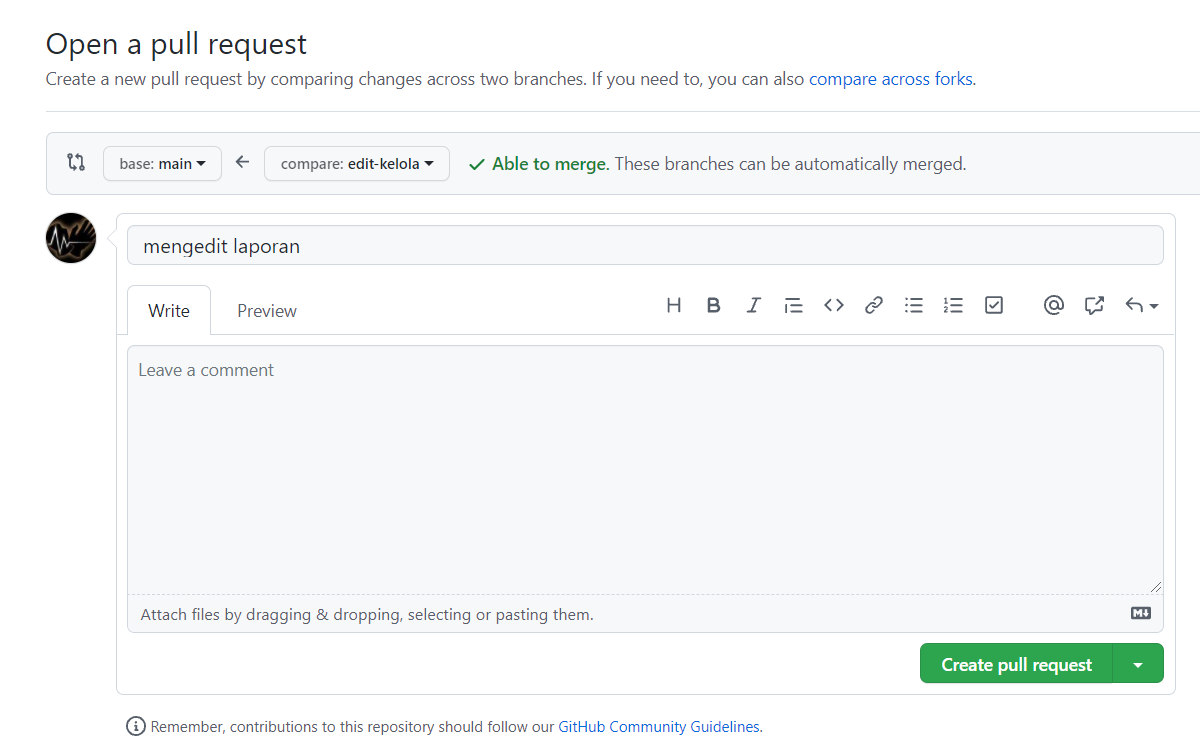 Open a pull request
Create a new pull request by comparing changes across two branches. If you need to, you can also compare across forks.
base: main compare: edit-kelola Able to merge. These branches can be automatically merged.
mengedit laporan
Write Preview
Leave a comment
Attach files by dragging & dropping, selecting or pasting them.
Create pull request
Remember, contributions to this repository should follow our GitHub Community Guidelines.